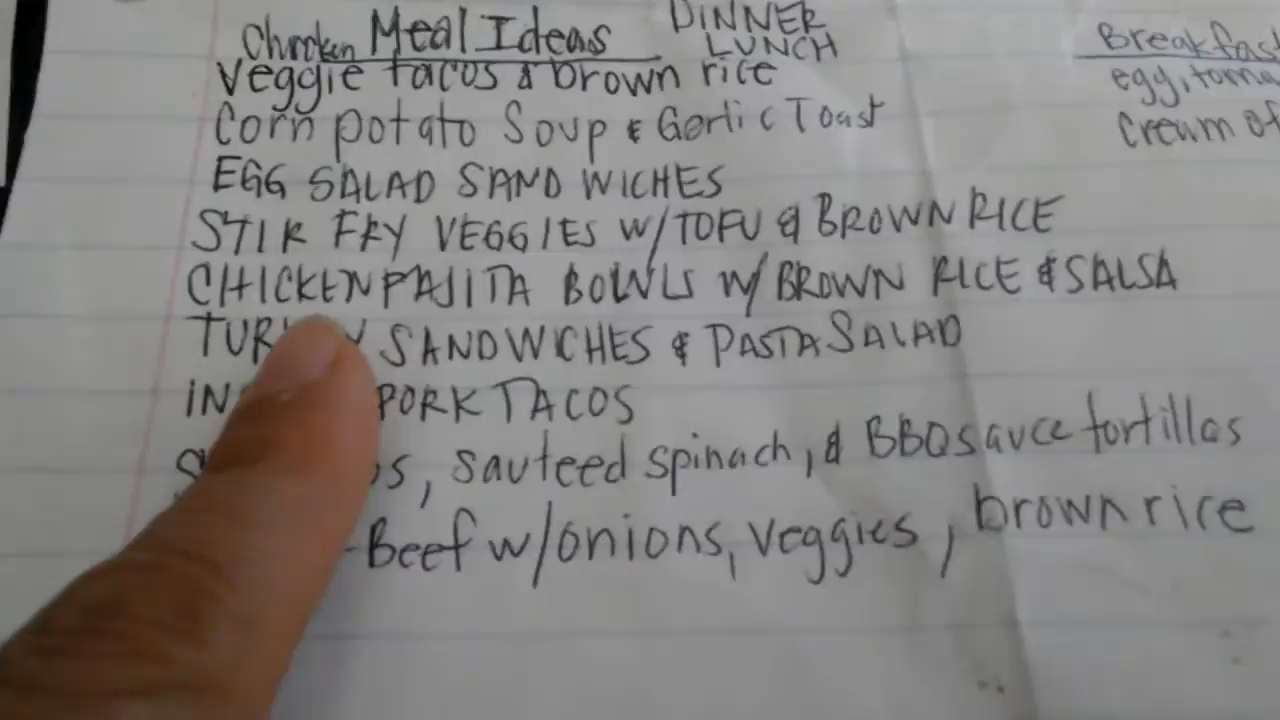 Chicken Meal Ideas DINNER
LUNCH
Veggie tacos & brown rice
Corn potato Soup & Garlic Toast
EGG SALAD SANDWICHES
STIR FRY VEGGIES W/TOFU & BROWN RICE
CHICKEN FAJITA BOWLS W/ BROWN RICE & SALSA
SANDWICHES & PASTA SALAD
PORK TACOS
, sauteed spinach, & BBQ sauce tortillas
Beef w/onions, veggies, brown rice
Breakfas
egg, toma
Cream of